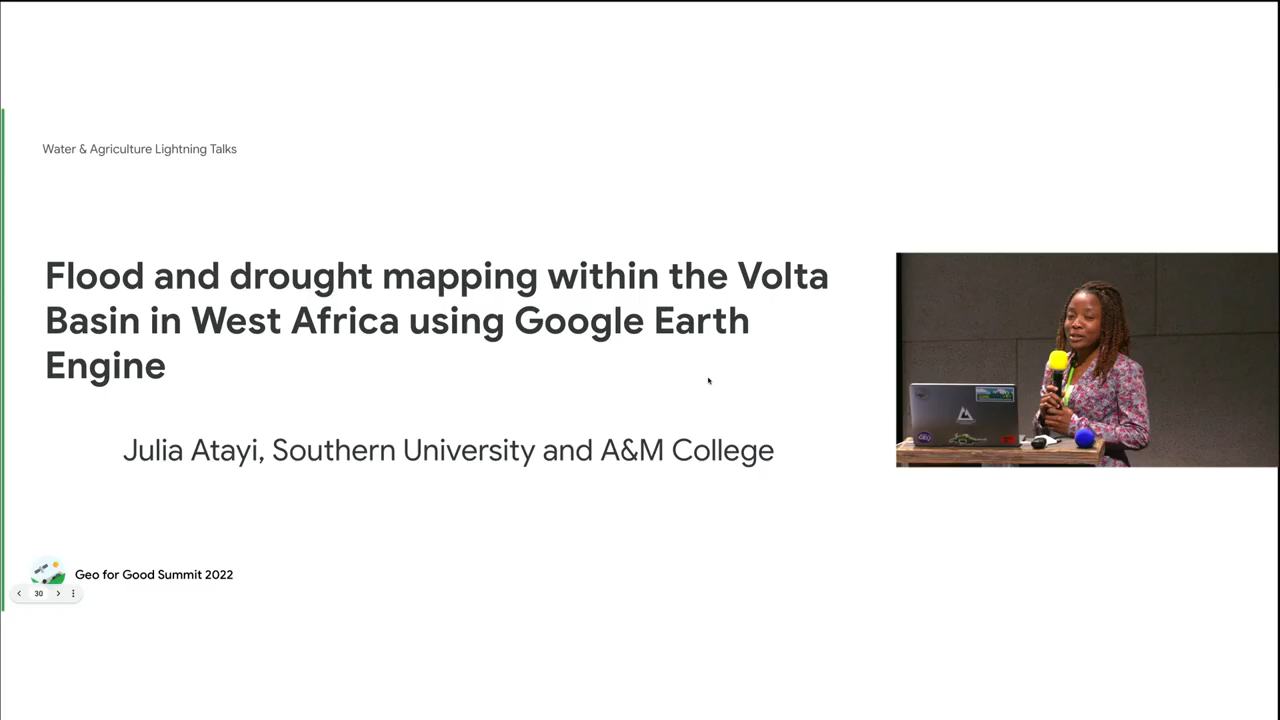 Water & Agriculture Lightning Talks
Flood and drought mapping within the Volta
Basin in West Africa using Google Earth
Engine
Julia Atayi, Southern University and A&M College
Geo for Good Summit 2022
30